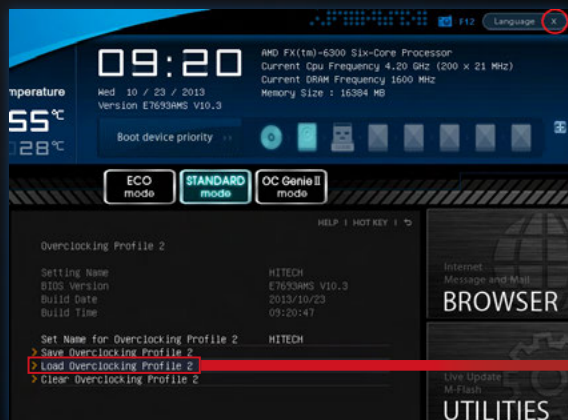 F12 Language X
09:20
Wed 10 / 23 / 2013
Version E7693AMS V10.3
AMD FX(tm)-6300 Six-Core Processor
Current Cpu Frequency 4.20 GHz (200 x 21 MHz)
Current DRAM Frequency 1600 MHz
Memory Size : 16384 MB
mperature
55°C
28°C
Boot device priority
ECO mode
STANDARD mode
OC Genie II mode
HELP | HOT KEY |
Overclocking Profile 2
Setting Name HITECH
BIOS Version E7693AMS V10.3
Build Date 2013/10/23
Build Time 09:20:47
Set Name for Overclocking Profile 2 HITECH
> Save Overclocking Profile 2
> Load Overclocking Profile 2
> Clear Overclocking Profile 2
Internet
Message and Mail
BROWSER
Live Update
M-Flash
UTILITIES